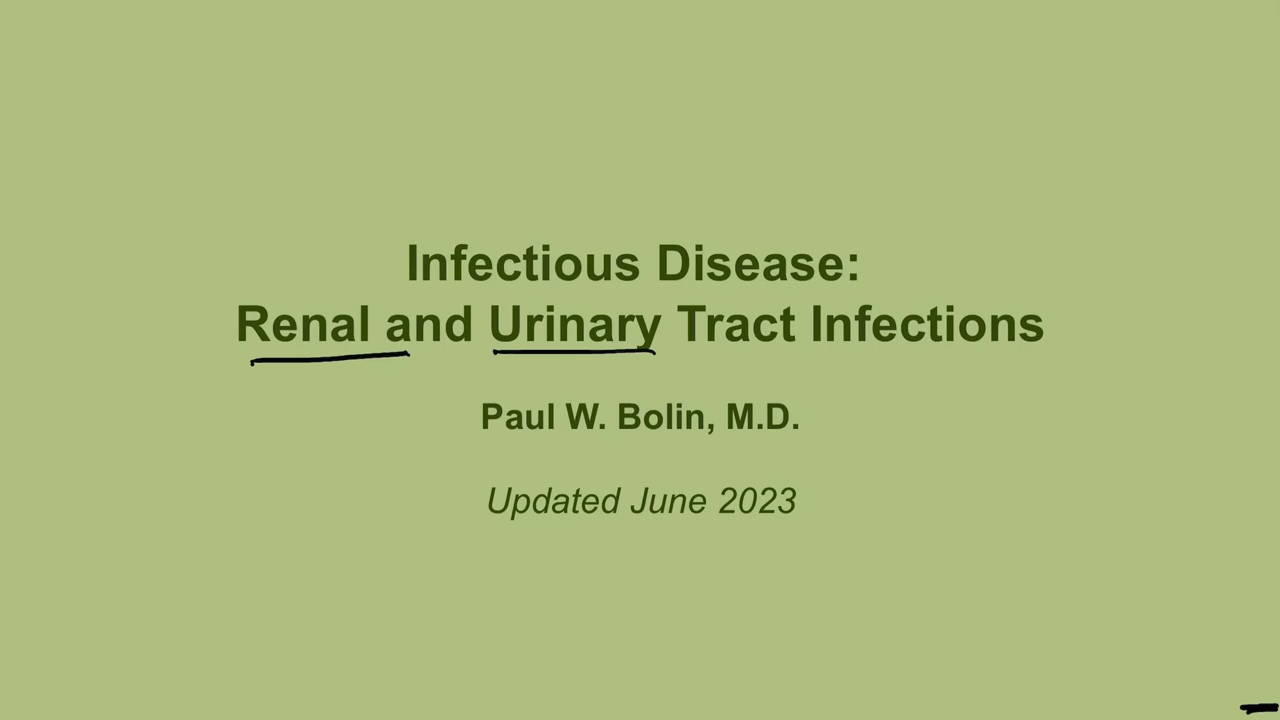 Infectious Disease:
Renal and Urinary Tract Infections
Paul W. Bolin, M.D.
Updated June 2023